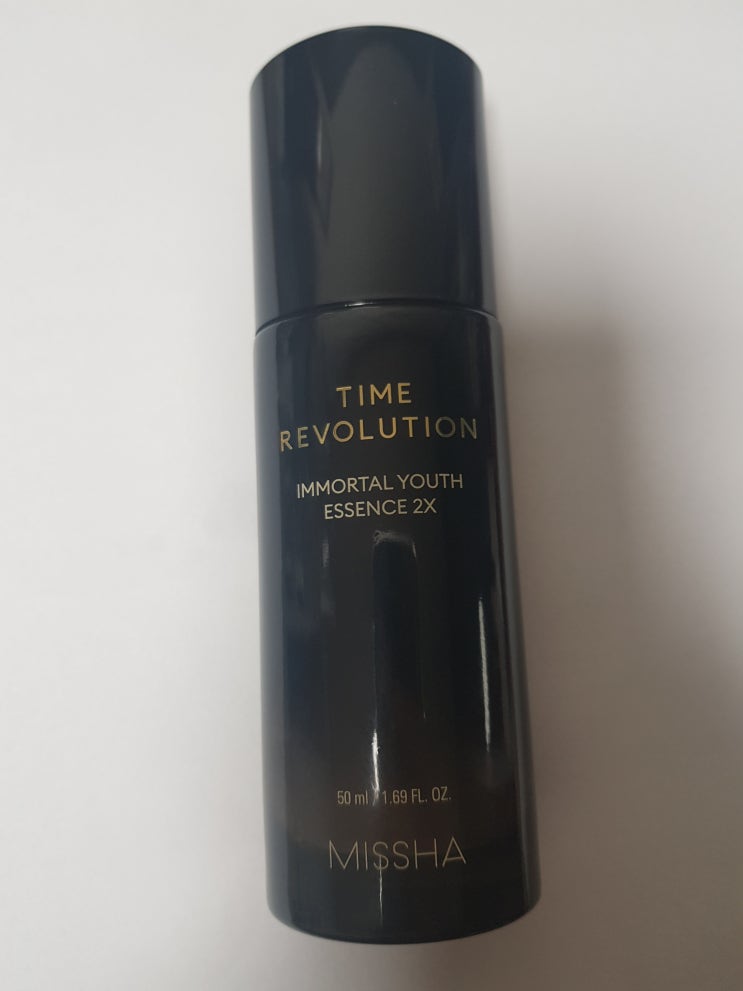 TIME
REVOLUTION
IMMORTAL YOUTH
ESSENCE 2X
50 ml / 1.69 FL. OZ.
MISSHA